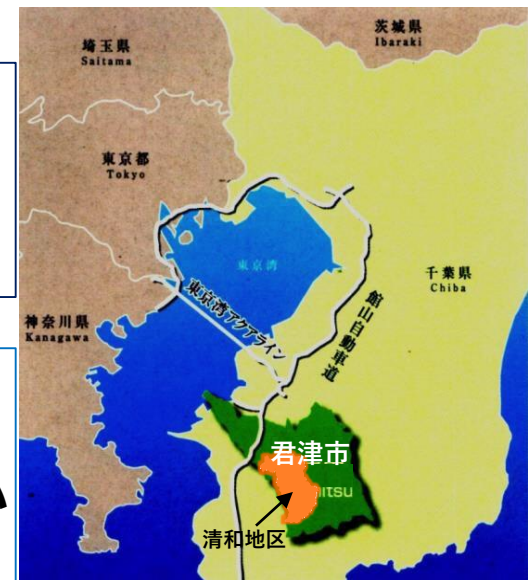 茨城県
Ibaraki
埼玉県
Saitama
東京都
Tokyo
東京湾
千葉県
Chiba
東京湾アクアライン
館山自動車道
神奈川県
Kanagawa
君津市
itsu
清和地区